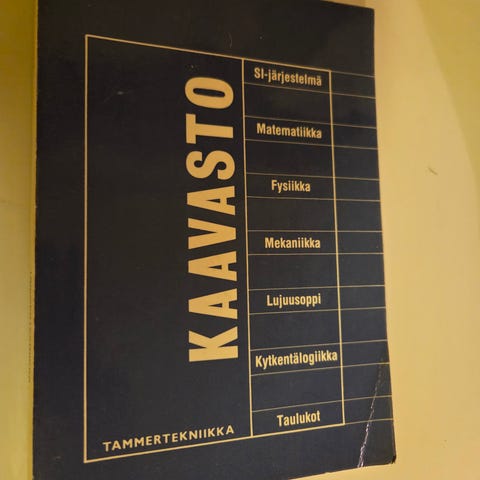 KAAVASTO
SI-järjestelmä
Matematiikka
Fysiikka
Mekaniikka
Lujuusoppi
Kytkentälogiikka
Taulukot
TAMMERTEKNIIKKA